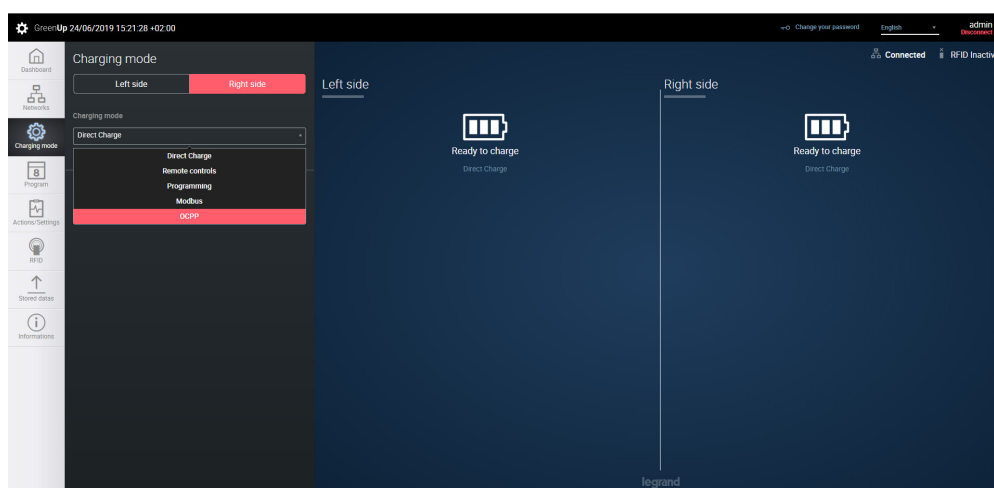 GreenUp 24/06/2019 15:21:28 +02:00
Change your password
English
admin
Disconnect
Dashboard
Networks
Charging mode
8
Program
Actions/Settings
RFID
Stored datas
Informations
Charging mode
Left side
Right side
Charging mode
Direct Charge
Direct Charge
Remote controls
Programming
Modbus
OCPP
Connected
RFID Inactiv
Left side
Ready to charge
Direct Charge
Right side
Ready to charge
Direct Charge
legrand